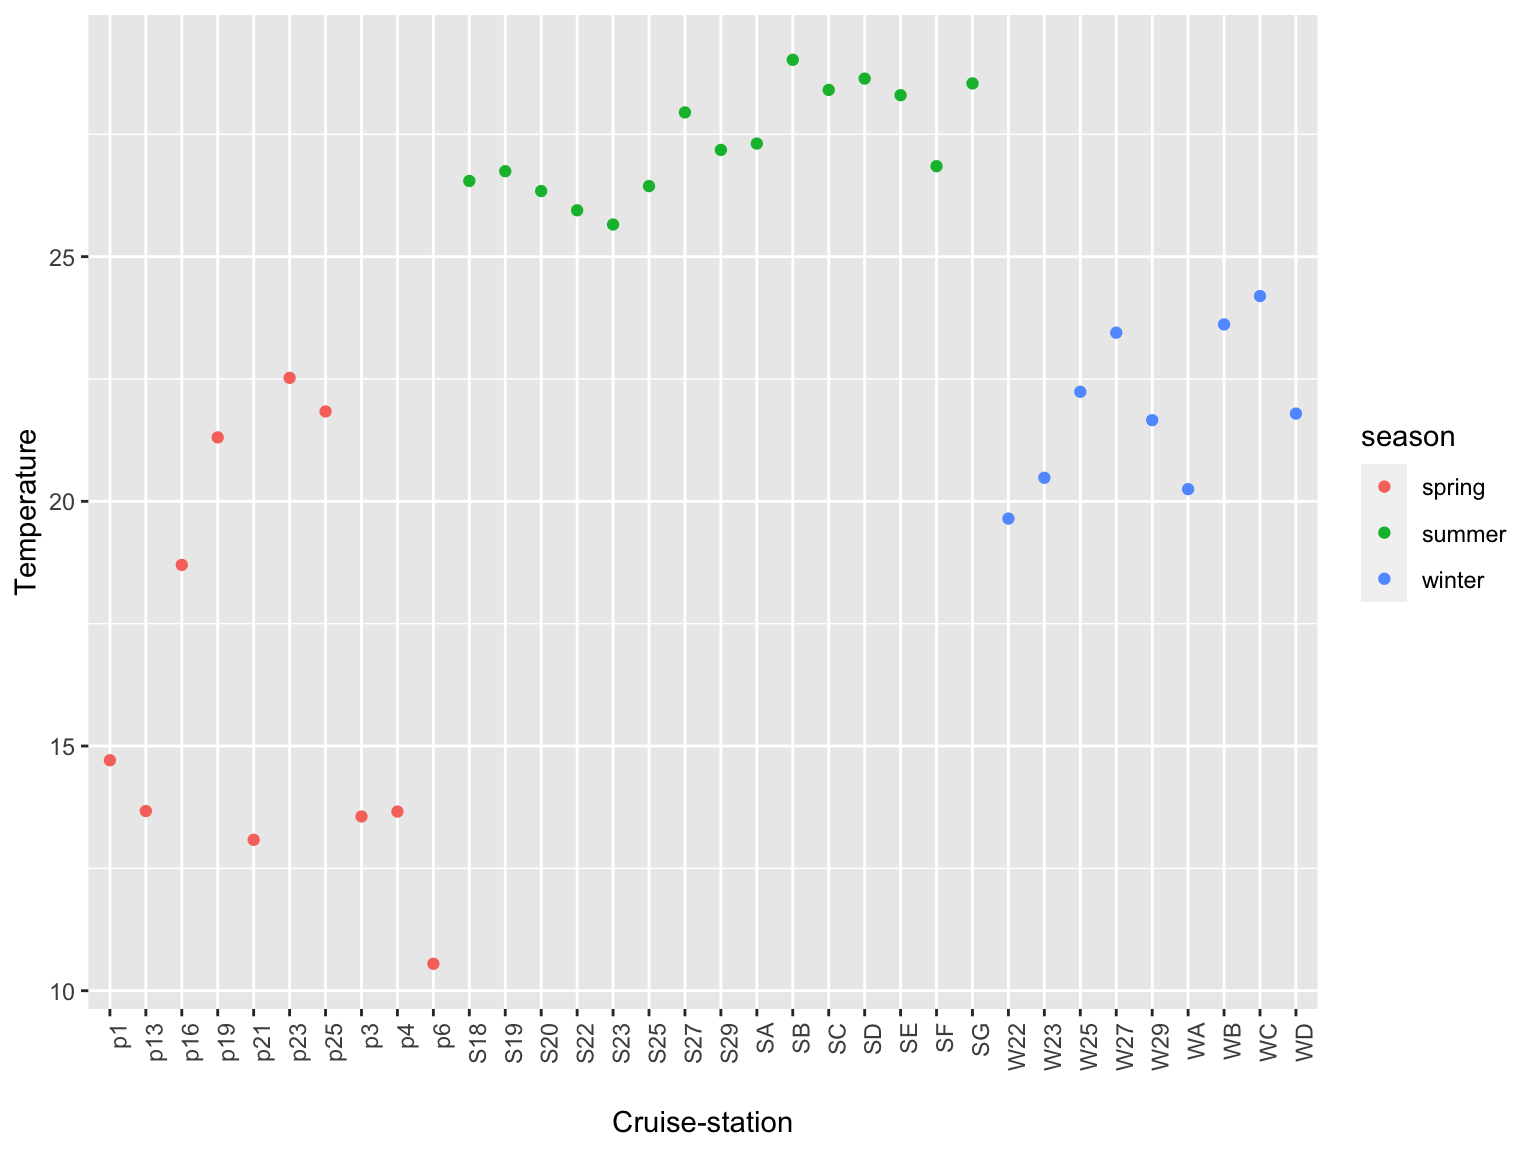 Temperature
25
20
15
10
p1
p13
p16
p19
p21
p23
p25
p3
p4
p6
S18
S19
S20
S22
S23
S25
S27
S29
SA
SB
SC
SD
SE
SF
SG
W22
W23
W25
W27
W29
WA
WB
WC
WD
Cruise-station
season
spring
summer
winter